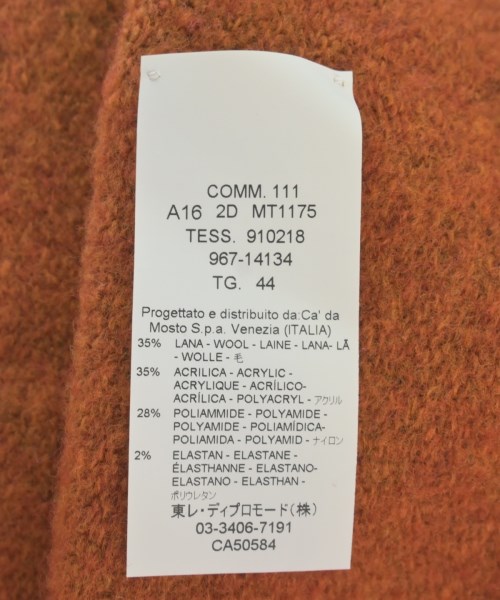 COMM. 111
A16 2D MT1175
TESS. 910218
967-14134
TG. 44
Progettato e distribuito da:Ca' da
Mosto S.p.a. Venezia (ITALIA)
35% LANA - WOOL - LAINE - LANA- LÃ
- WOLLE - 毛
35% ACRILICA - ACRYLIC -
ACRYLIQUE - ACRÍLICO-
ACRÍLICA - POLYACRYL - アクリル
28% POLIAMMIDE - POLYAMIDE -
POLYAMIDE - POLIAMÍDICA-
POLIAMIDA - POLYAMID - ナイロン
2% ELASTAN - ELASTANE -
ÉLASTHANNE - ELASTANO-
ELASTANO - ELASTHAN -
ポリウレタン
東レ・ディプロモード(株)
03-3406-7191
CA50584